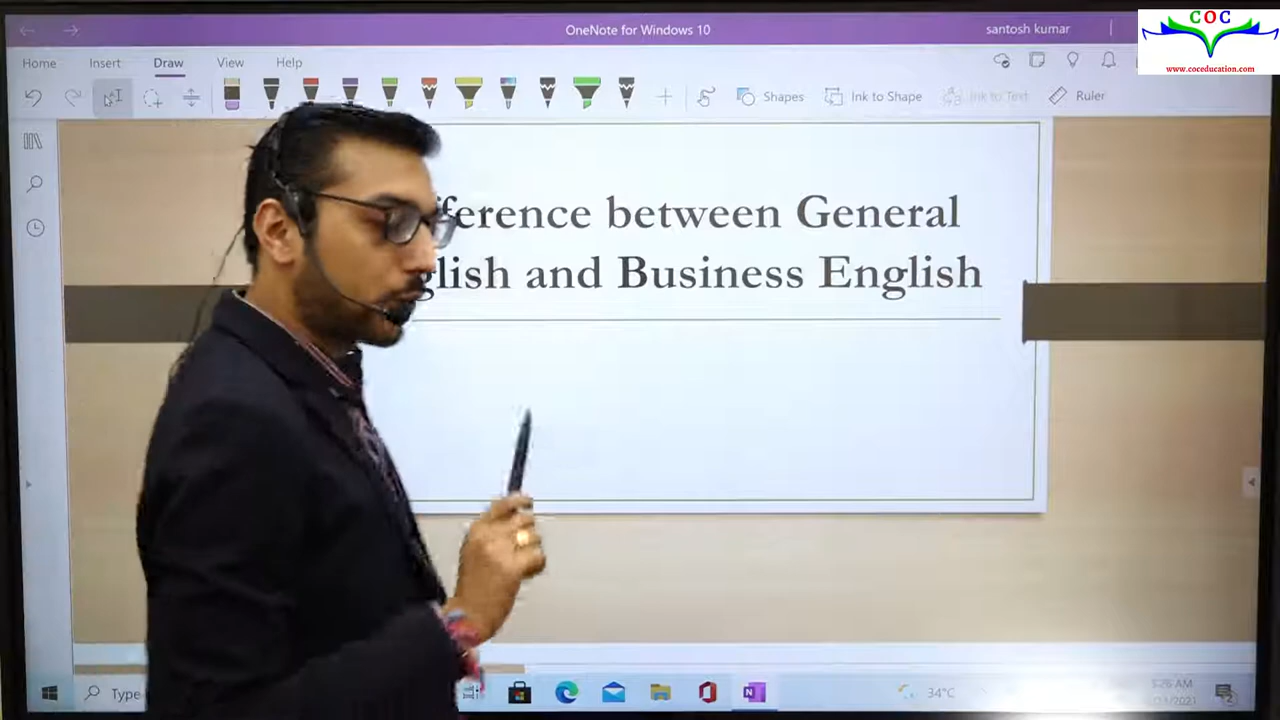 OneNote for Windows 10
santosh kumar
COC
www.coceducation.com
Home Insert Draw View Help
Shapes Ink to Shape Ink to Text Ruler
ference between General
glish and Business English
Type
34°C